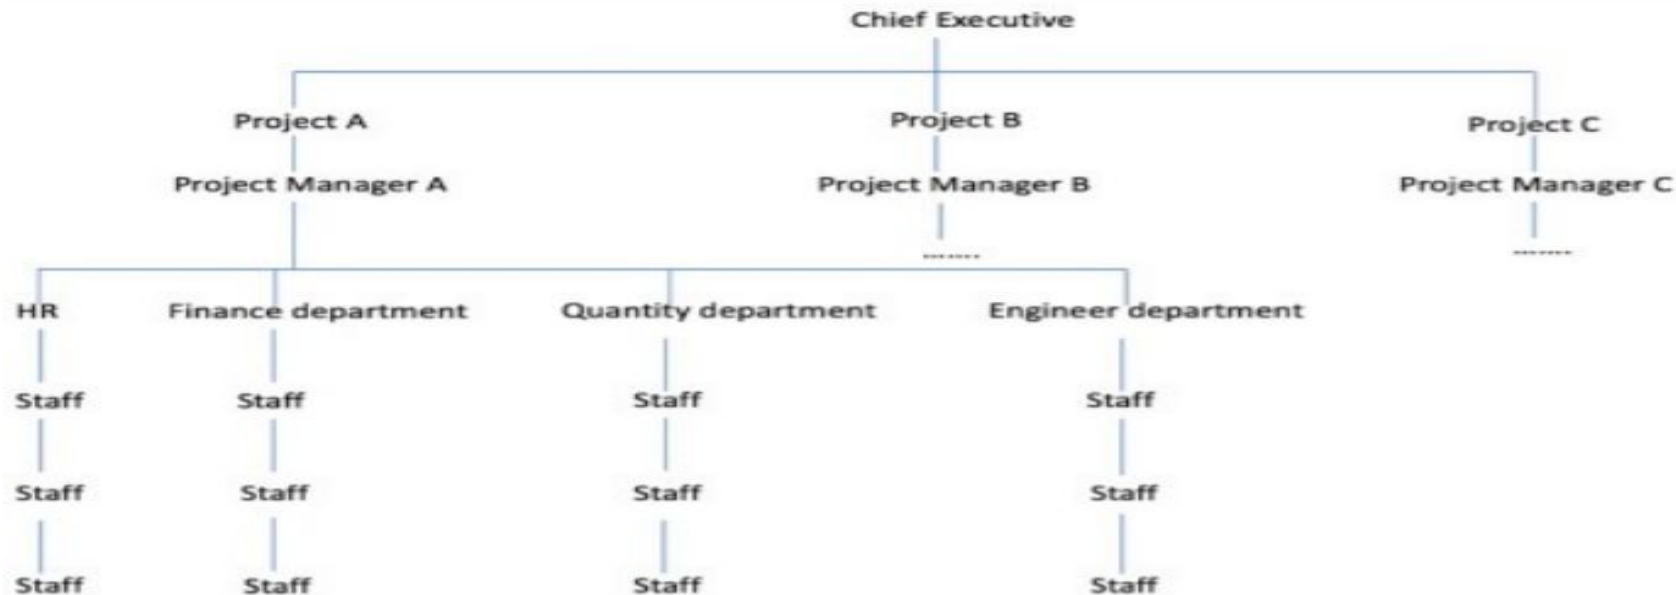 Chief Executive
Project A Project B Project C
Project Manager A Project Manager B Project Manager C
....... .......
HR Finance department Quantity department Engineer department
Staff Staff Staff Staff
Staff Staff Staff Staff
Staff Staff Staff Staff